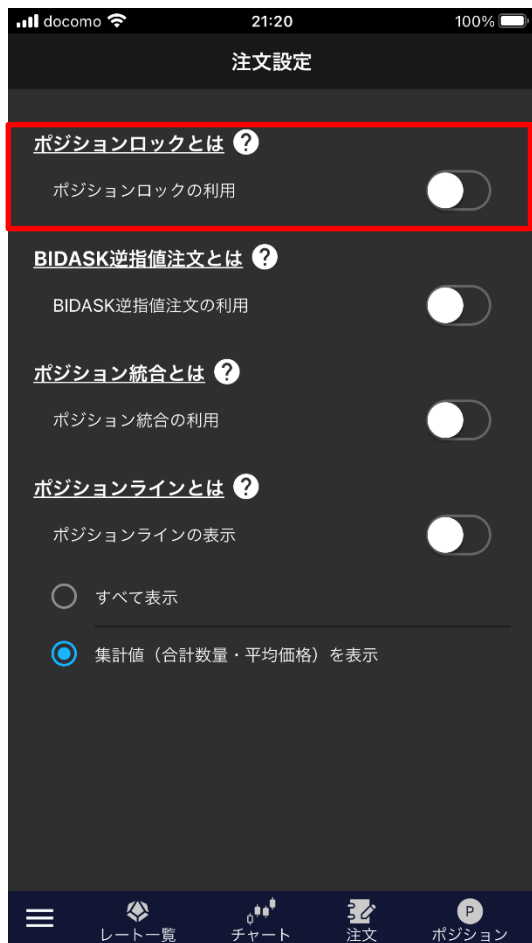 docomo 21:20 100%
注文設定
ポジションロックとは ?
ポジションロックの利用
BIDASK逆指値注文とは ?
BIDASK逆指値注文の利用
ポジション統合とは ?
ポジション統合の利用
ポジションラインとは ?
ポジションラインの表示
すべて表示
集計値（合計数量・平均価格）を表示
P
レート一覧 チャート 注文 ポジション